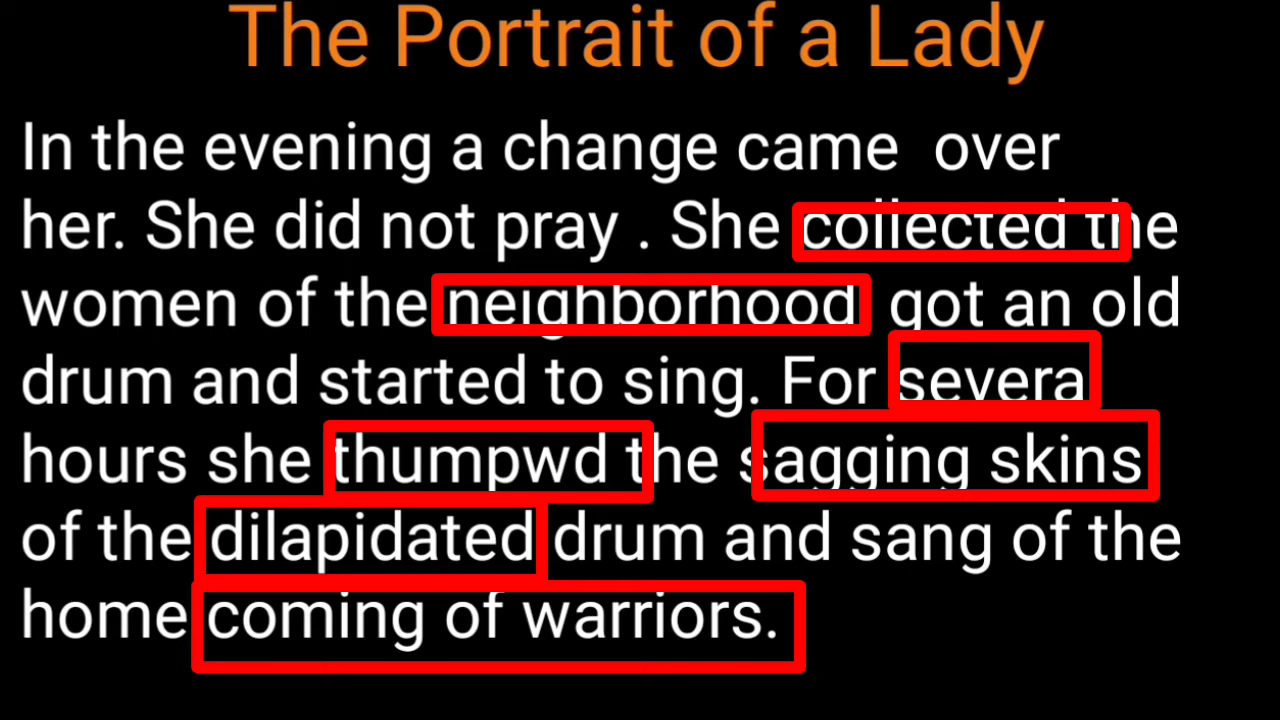 The Portrait of a Lady
In the evening a change came over
her. She did not pray . She collected the
women of the neighborhood got an old
drum and started to sing. For severa
hours she thumpwd the sagging skins
of the dilapidated drum and sang of the
home coming of warriors.